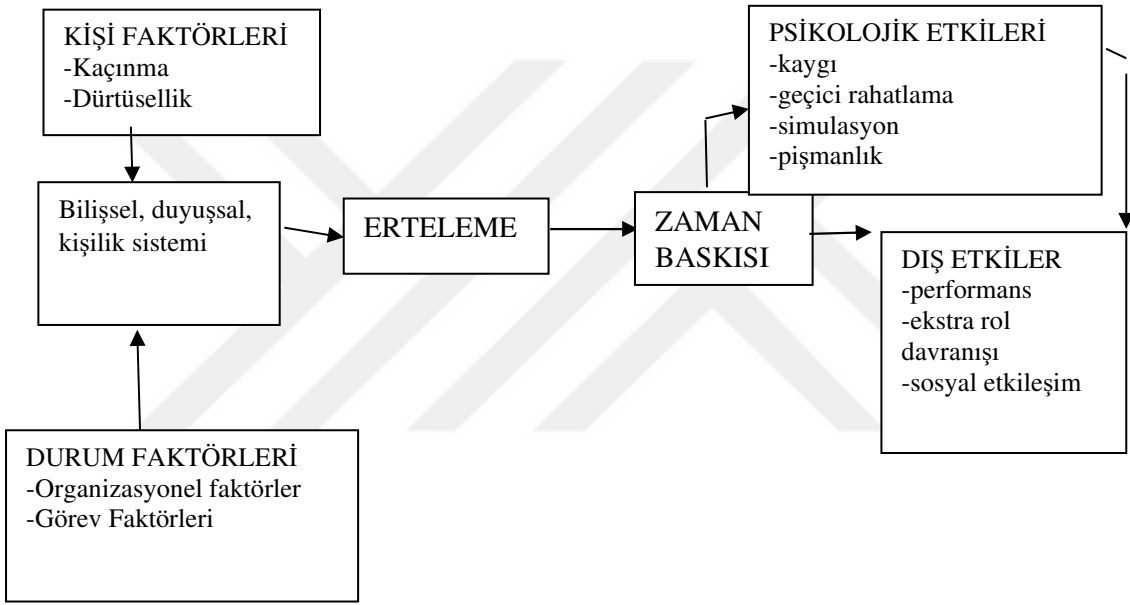 KİŞİ FAKTÖRLERİ
-Kaçınma
-Dürtüsellik
Bilişsel, duyuşsal,
kişilik sistemi
DURUM FAKTÖRLERİ
-Organizasyonel faktörler
-Görev Faktörleri
ERTELEME
ZAMAN
BASKISI
PSİKOLOJİK ETKİLERİ
-kaygı
-geçici rahatlama
-simulasyon
-pişmanlık
DIŞ ETKİLER
-performans
-ekstra rol
davranışı
-sosyal etkileşim